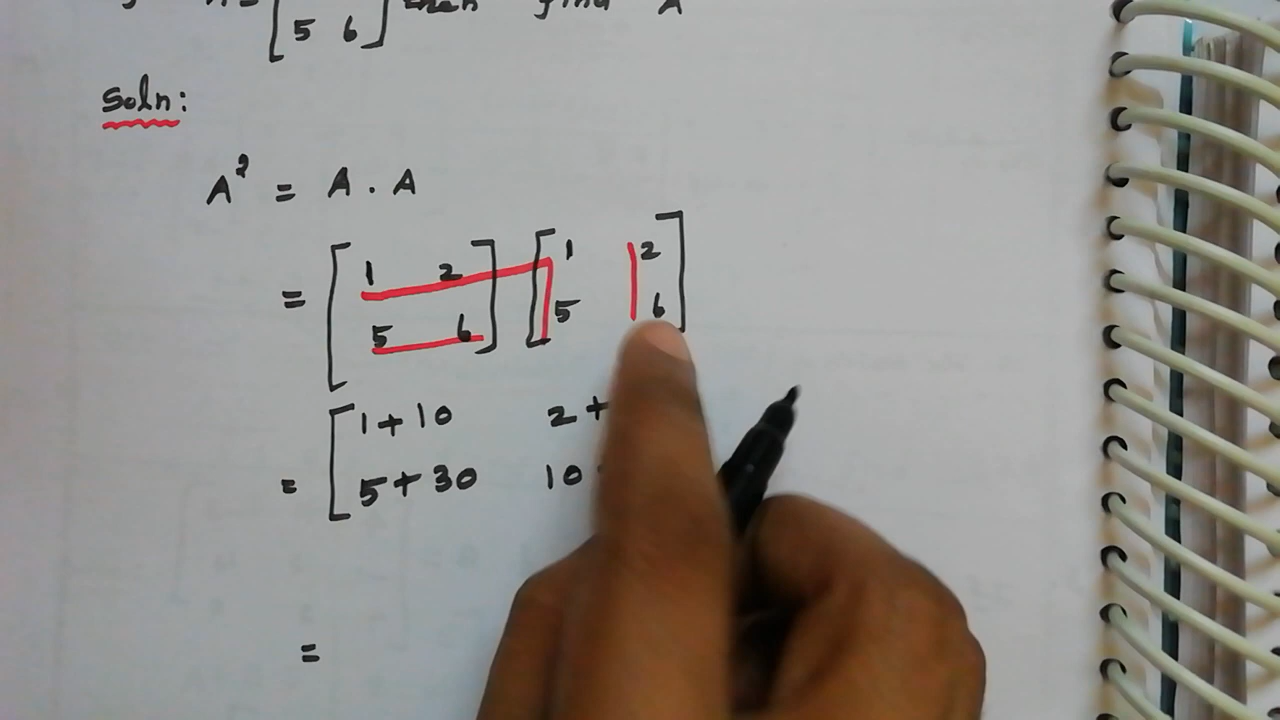 5 6 then find A
Soln:
A² = A . A
= [1 2] [1 2]
[5 6] [5 6]
= [1 + 10 2 +
[5 + 30 10
=